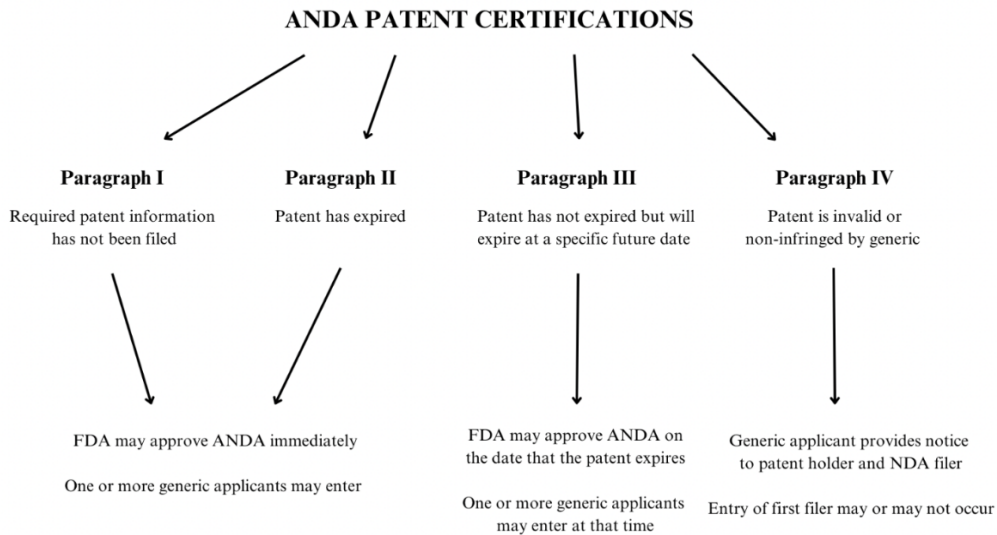 ANDA PATENT CERTIFICATIONS
Paragraph I
Required patent information
has not been filed
Paragraph II
Patent has expired
Paragraph III
Patent has not expired but will
expire at a specific future date
Paragraph IV
Patent is invalid or
non-infringed by generic
FDA may approve ANDA immediately
One or more generic applicants may enter
FDA may approve ANDA on
the date that the patent expires
One or more generic applicants
may enter at that time
Generic applicant provides notice
to patent holder and NDA filer
Entry of first filer may or may not occur